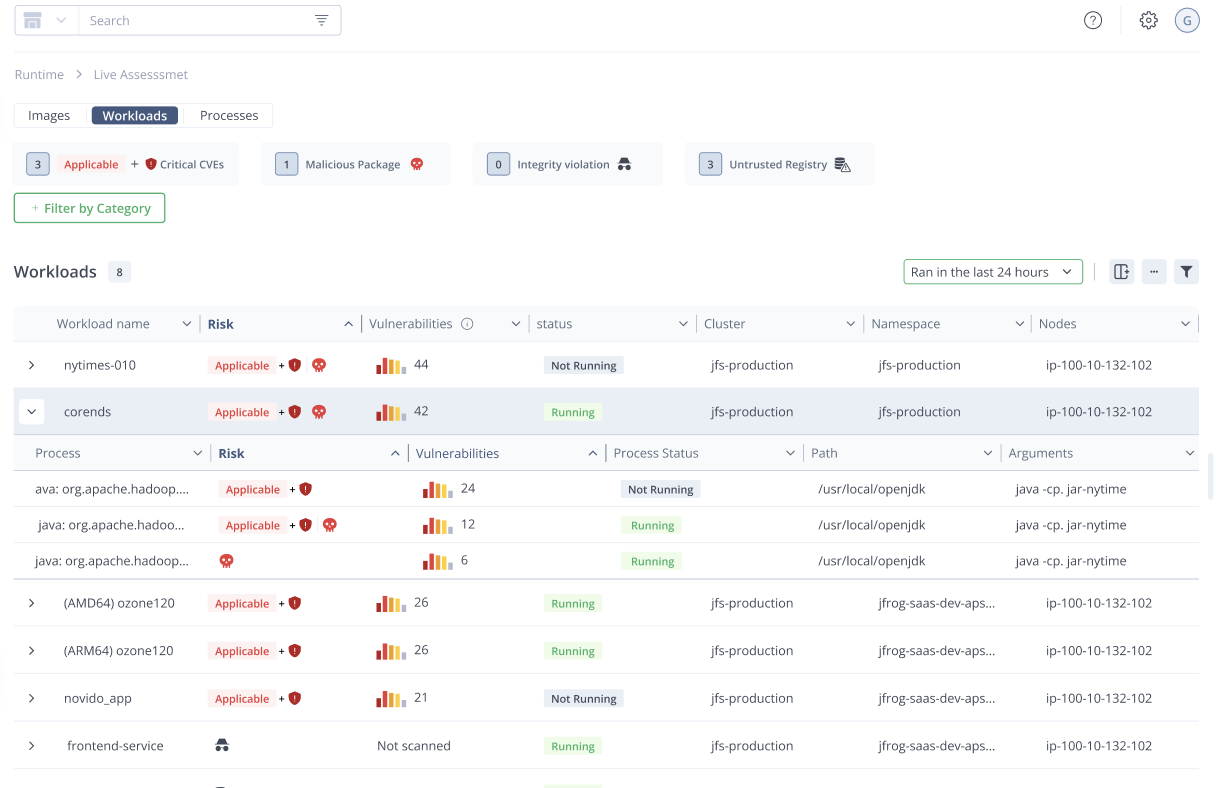 Search
?
G
Runtime > Live Assesssmet
Images Workloads Processes
3 Applicable + Critical CVEs 1 Malicious Package 0 Integrity violation 3 Untrusted Registry
+ Filter by Category
Workloads 8 Ran in the last 24 hours
Workload name Risk Vulnerabilities status Cluster Namespace Nodes
nytimes-010 Applicable + 44 Not Running jfs-production jfs-production ip-100-10-132-102
corends Applicable + 42 Running jfs-production jfs-production ip-100-10-132-102
Process Risk Vulnerabilities Process Status Path Arguments
ava: org.apache.hadoop.... Applicable + 24 Not Running /usr/local/openjdk java -cp. jar-nytime
java: org.apache.hadoo... Applicable + 12 Running /usr/local/openjdk java -cp. jar-nytime
java: org.apache.hadoop... 6 Running /usr/local/openjdk java -cp. jar-nytime
(AMD64) ozone120 Applicable + 26 Running jfs-production jfrog-saas-dev-aps... ip-100-10-132-102
(ARM64) ozone120 Applicable + 26 Running jfs-production jfrog-saas-dev-aps... ip-100-10-132-102
novido_app Applicable + 21 Not Running jfs-production jfrog-saas-dev-aps... ip-100-10-132-102
frontend-service Not scanned Running jfs-production jfrog-saas-dev-aps... ip-100-10-132-102